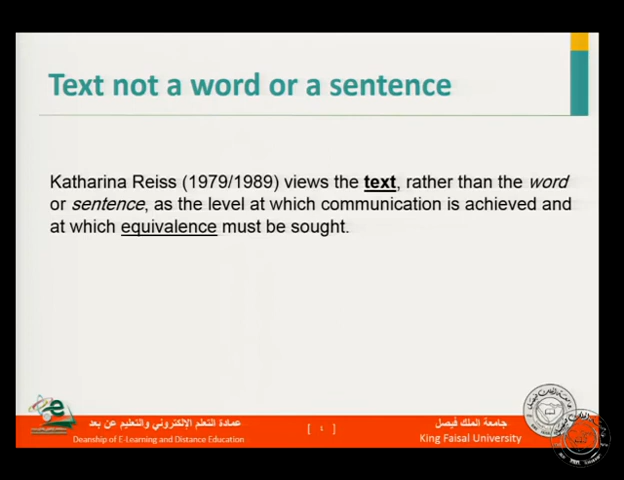 Text not a word or a sentence
Katharina Reiss (1979/1989) views the text, rather than the word
or sentence, as the level at which communication is achieved and
at which equivalence must be sought.
عمادة التعلم الإلكتروني والتعليم عن بعد
Deanship of E-Learning and Distance Education
[ ٤ ]
جامعة الملك فيصل
King Faisal University